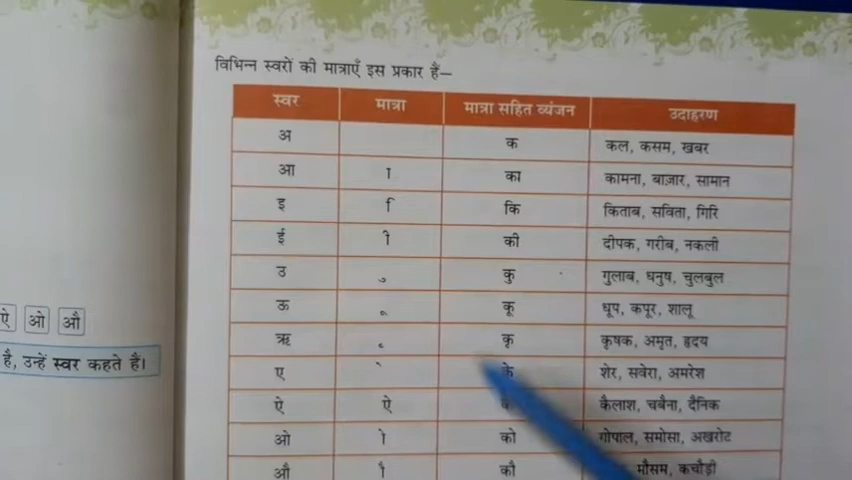 विभिन्न स्वरों की मात्राएँ इस प्रकार हैं—
स्वर मात्रा मात्रा सहित व्यंजन उदाहरण
अ क कल, कसम, खबर
आ ा का कामना, बाज़ार, सामान
इ ि कि किताब, सविता, गिरि
ई ी की दीपक, गरीब, नकली
उ ु कु गुलाब, धनुष, चुलबुल
ऊ ू कू धूप, कपूर, शालू
ऋ ृ कृ कृषक, अमृत, हृदय
ए े के शेर, सवेरा, अमरेश
ऐ ऐ कैलाश, चबैना, दैनिक
ओ ो को गोपाल, समोसा, अखरोट
औ ौ कौ मौसम, कचौड़ी
ऐ ओ औ
है, उन्हें स्वर कहते हैं।